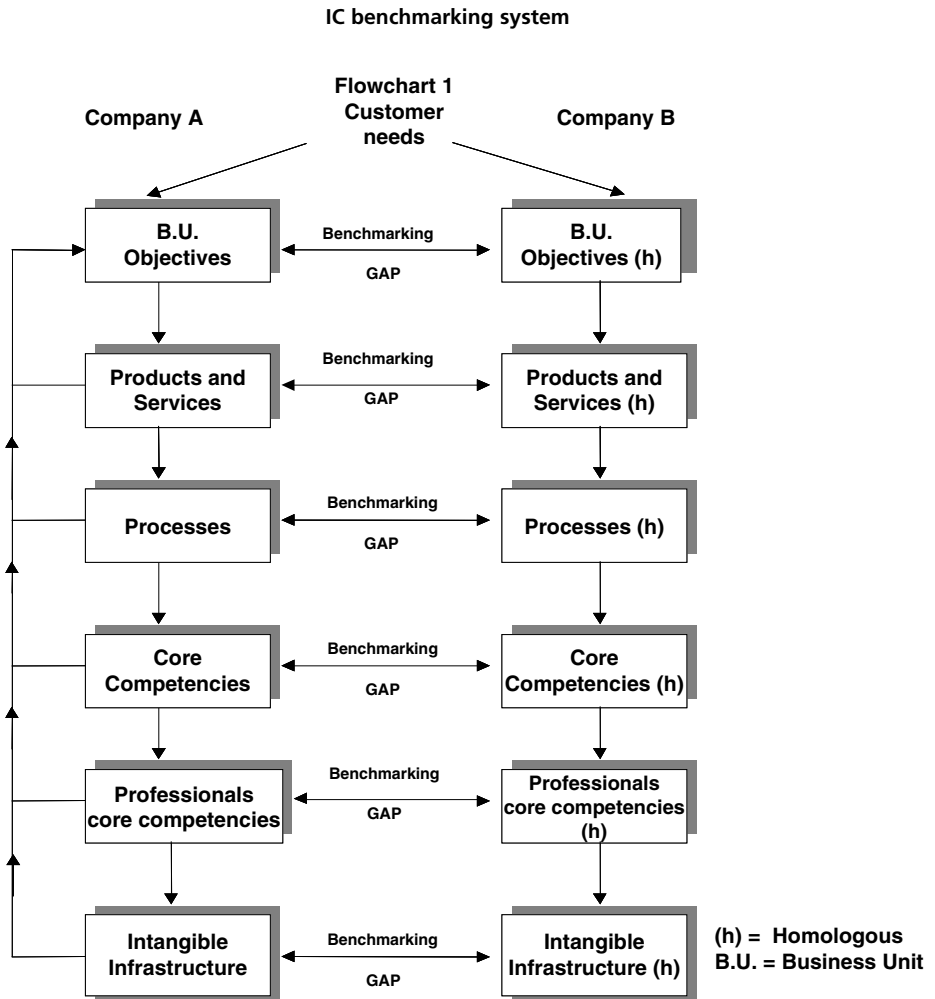 IC benchmarking system
Flowchart 1
Customer
needs
Company A
Company B
B.U.
Objectives
Benchmarking
GAP
B.U.
Objectives (h)
Products and
Services
Benchmarking
GAP
Products and
Services (h)
Processes
Benchmarking
GAP
Processes (h)
Core
Competencies
Benchmarking
GAP
Core
Competencies (h)
Professionals
core competencies
Benchmarking
GAP
Professionals
core competencies
(h)
Intangible
Infrastructure
Benchmarking
GAP
Intangible
Infrastructure (h)
(h) = Homologous
B.U. = Business Unit